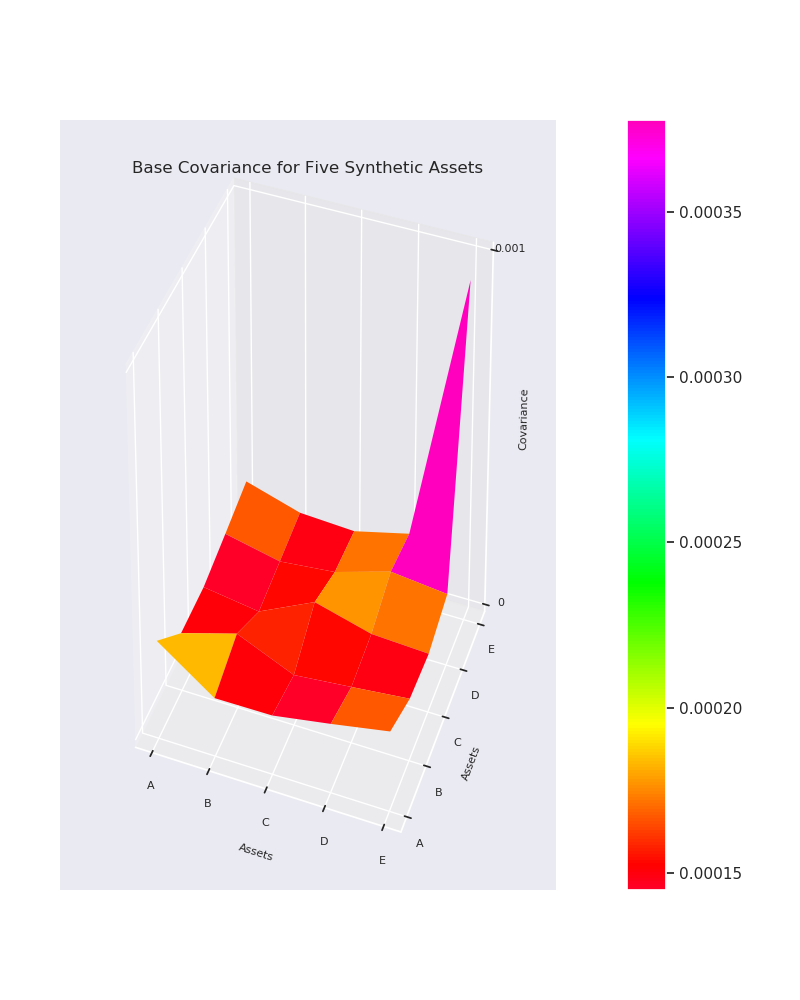 Base Covariance for Five Synthetic Assets
0.001
Covariance
0
E
D
C
B
A
Assets
A
B
C
D
E
Assets
0.00035
0.00030
0.00025
0.00020
0.00015